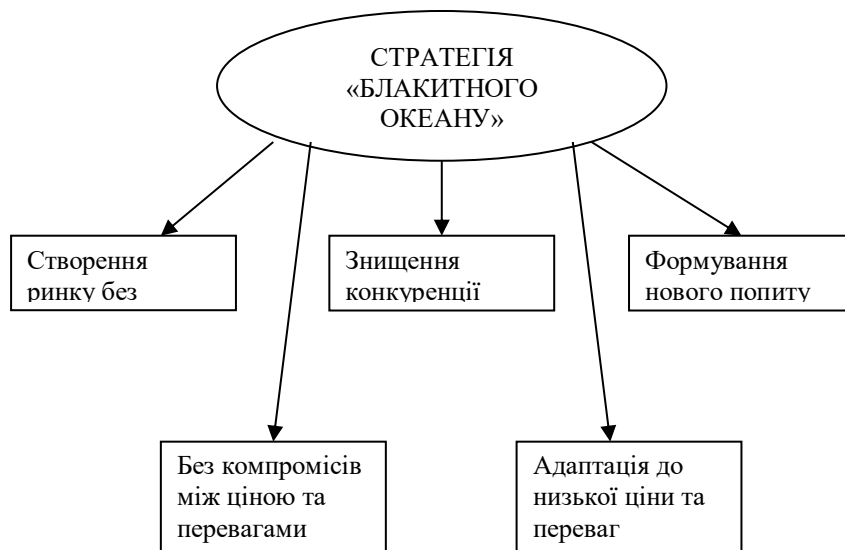 СТРАТЕГІЯ
«БЛАКИТНОГО
ОКЕАНУ»
Створення
ринку без
Знищення
конкуренції
Формування
нового попиту
Без компромісів
між ціною та
перевагами
Адаптація до
низької ціни та
переваг